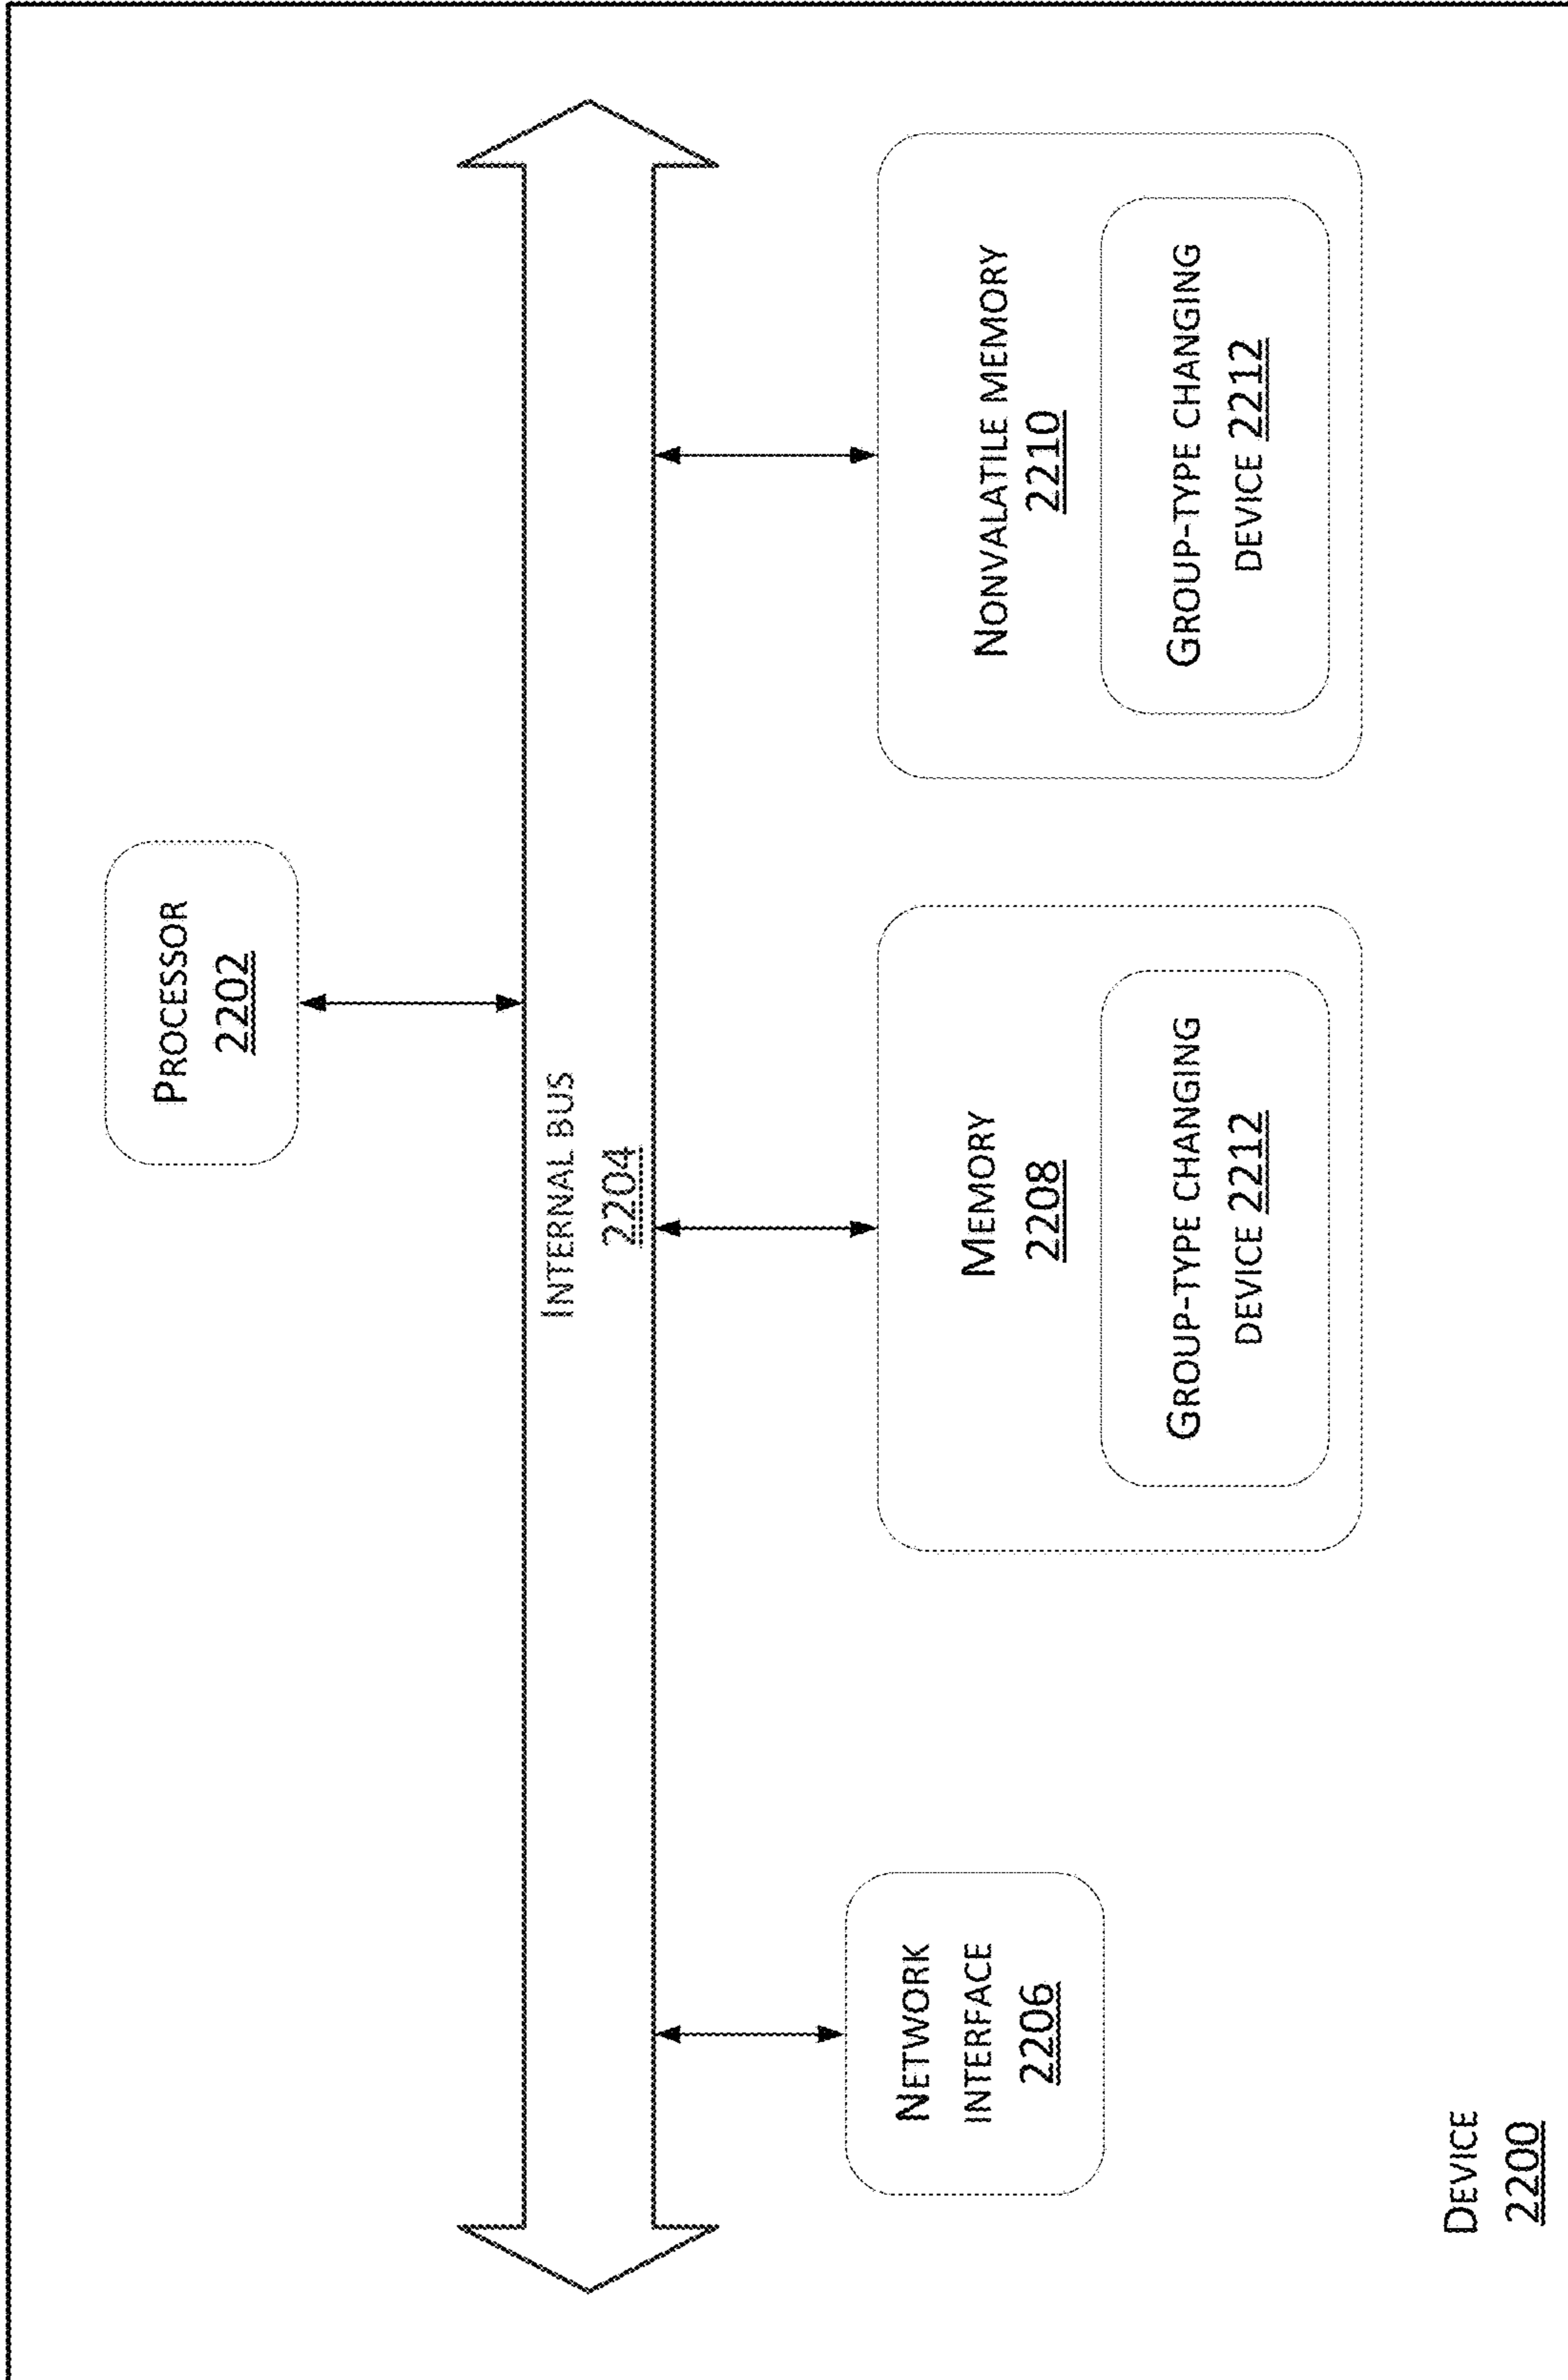 PROCESSOR
2202
INTERNAL BUS
2204
NETWORK
INTERFACE
2206
MEMORY
2208
GROUP-TYPE CHANGING
DEVICE 2212
NONVALATILE MEMORY
2210
GROUP-TYPE CHANGING
DEVICE 2212
DEVICE
2200